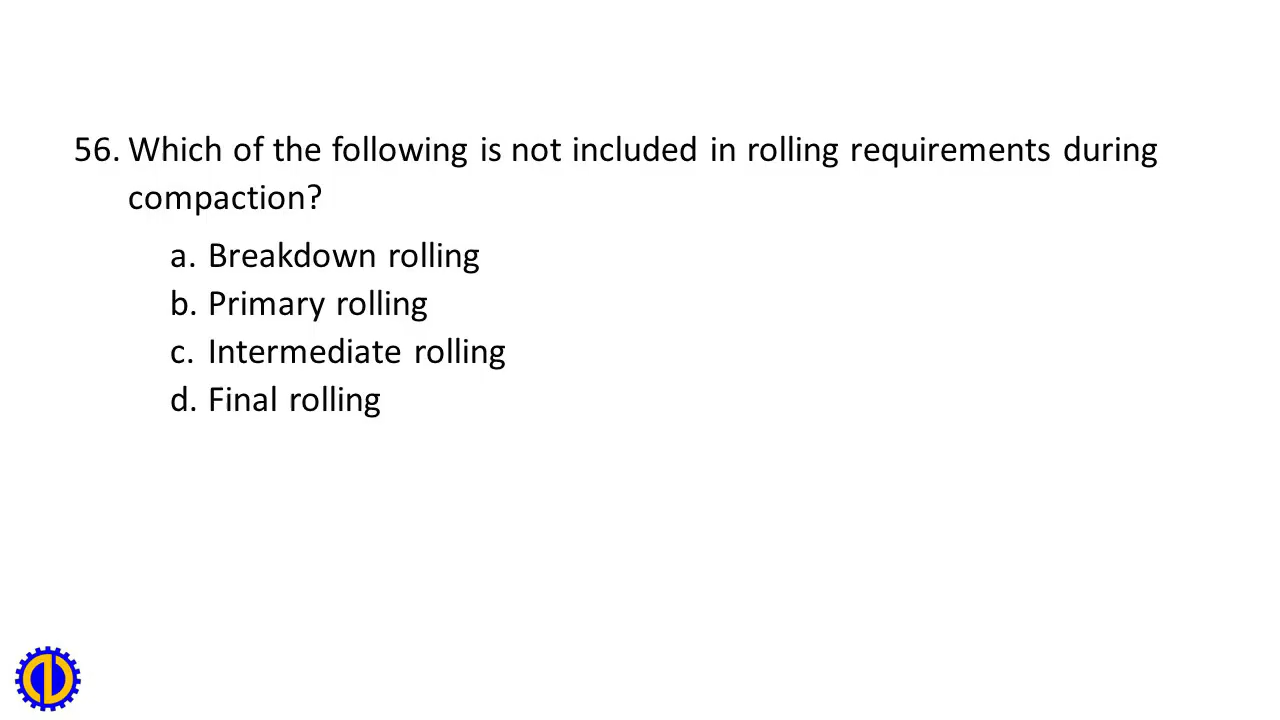 56. Which of the following is not included in rolling requirements during
compaction?
a. Breakdown rolling
b. Primary rolling
c. Intermediate rolling
d. Final rolling